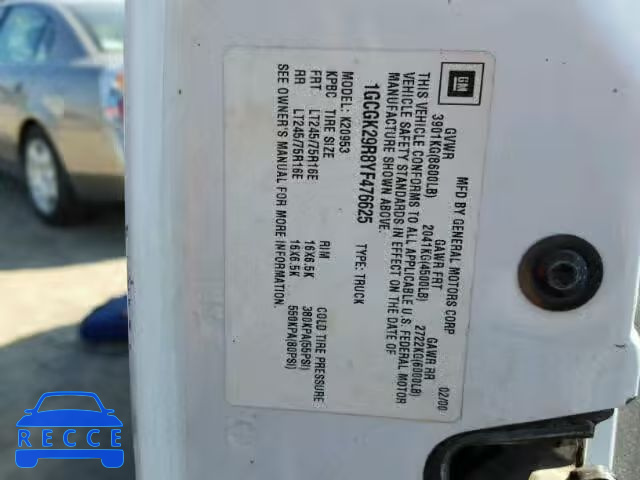 GM
MFD BY GENERAL MOTORS CORP 02/00
GVWR GAWR FRT GAWR RR
3901KG(8600LB) 2041KG(4500LB) 2722KG(6000LB)
THIS VEHICLE CONFORMS TO ALL APPLICABLE U.S. FEDERAL MOTOR
VEHICLE SAFETY STANDARDS IN EFFECT ON THE DATE OF
MANUFACTURE SHOWN ABOVE.
1GCGK29R8YF476625 TYPE: TRUCK
MODEL: K20953
KPBC TIRE SIZE RIM COLD TIRE PRESSURE
FRT LT245/75R16E 16X6.5K 380KPA(55PSI)
RR LT245/75R16E 16X6.5K 550KPA(80PSI)
SEE OWNER'S MANUAL FOR MORE INFORMATION.
RECCE